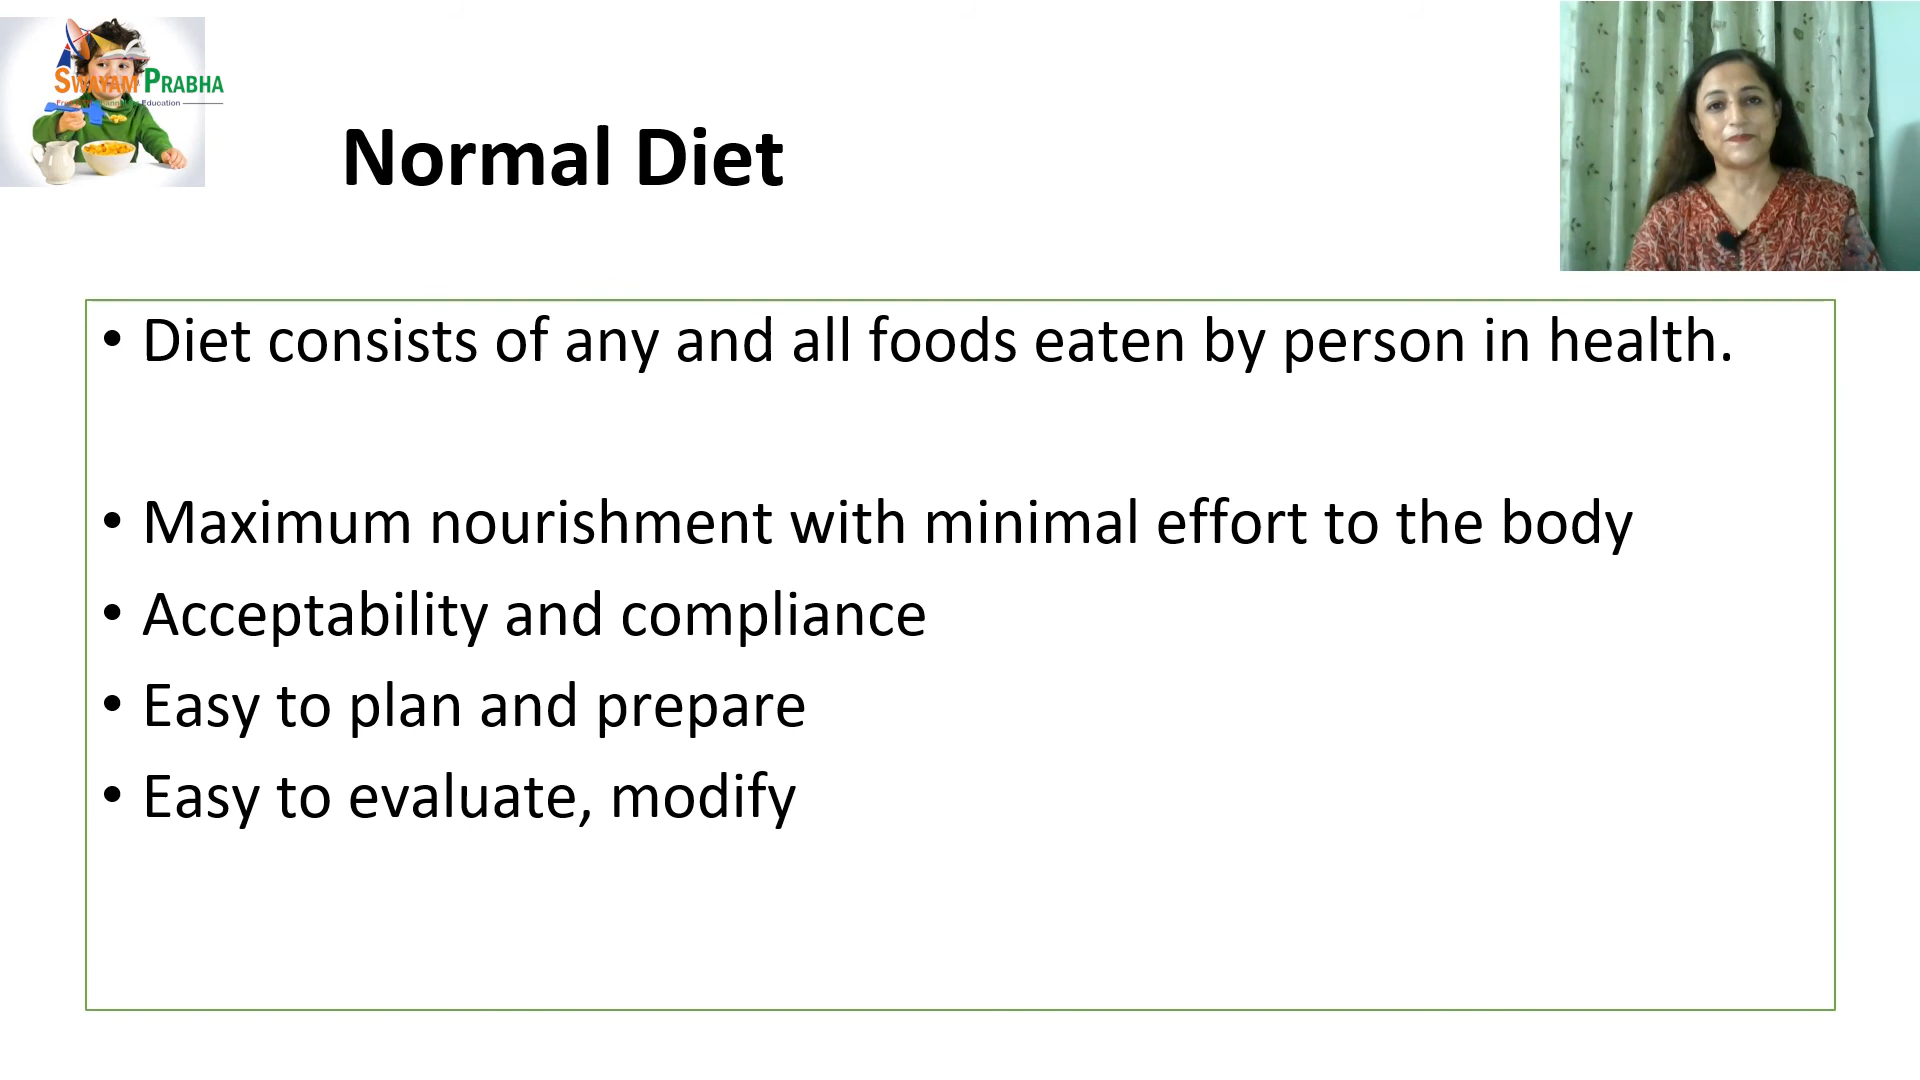 SWAYAM PRABHA
Education
Normal Diet
• Diet consists of any and all foods eaten by person in health.
• Maximum nourishment with minimal effort to the body
• Acceptability and compliance
• Easy to plan and prepare
• Easy to evaluate, modify